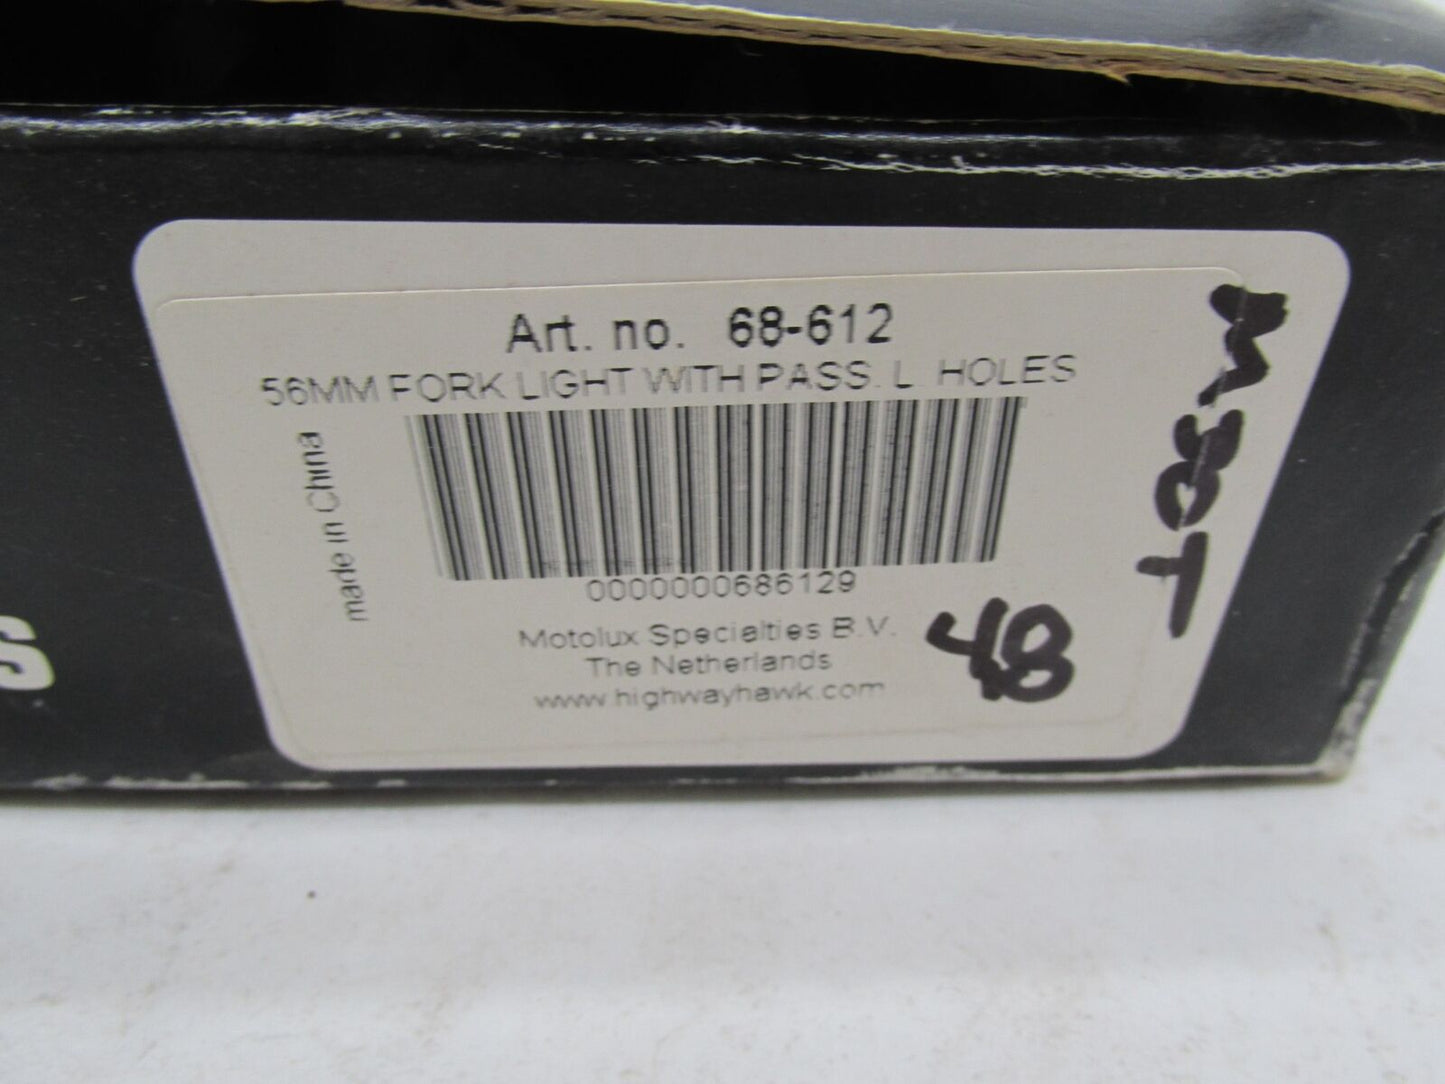 Art. no. 68-612
56MM FORK LIGHT WITH PASS. L. HOLES
made in China
0000000686129
Motolux Specialties B.V.
The Netherlands
www.highwayhawk.com
48
S